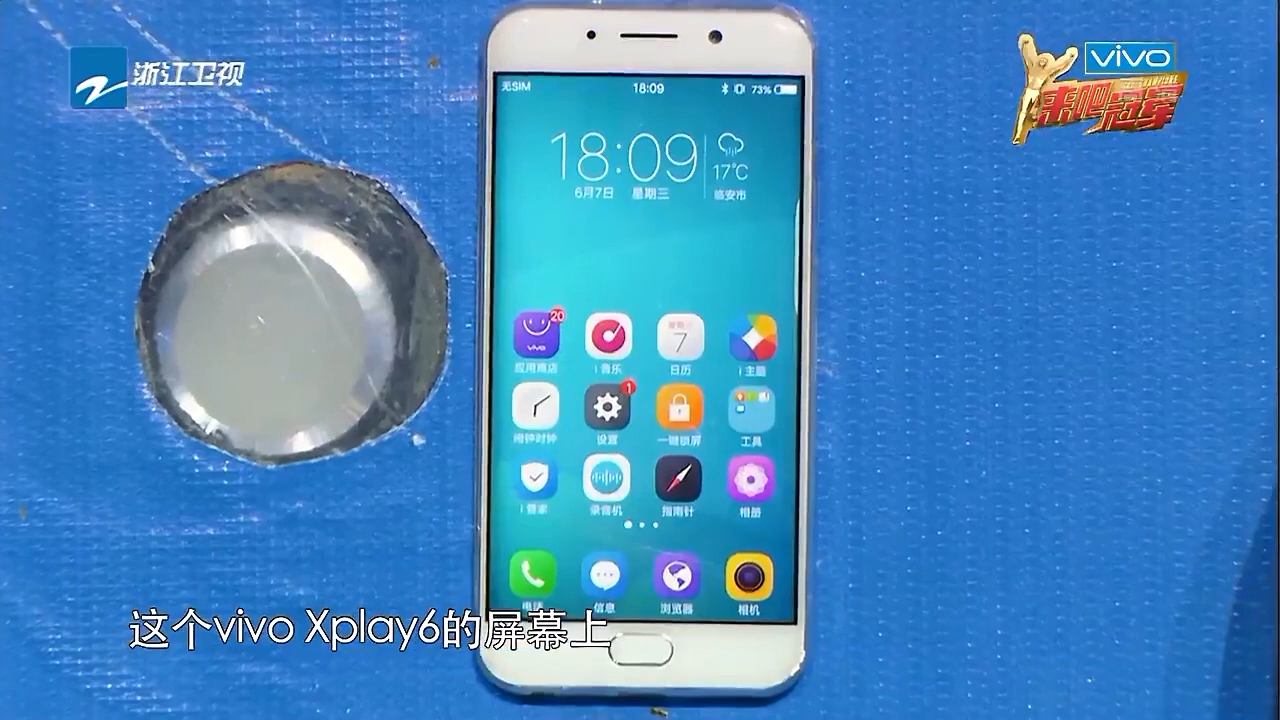 浙江卫视
vivo
来吧冠军
无SIM
18:09
73%
18:09
17℃
6月7日 星期三
临安市
20
vivo
1
7
应用商店
i 音乐
日历
i 主题
闹钟时钟
设置
一键锁屏
工具
i 管家
录音机
指南针
相册
电话
信息
浏览器
相机
这个vivo Xplay6的屏幕上